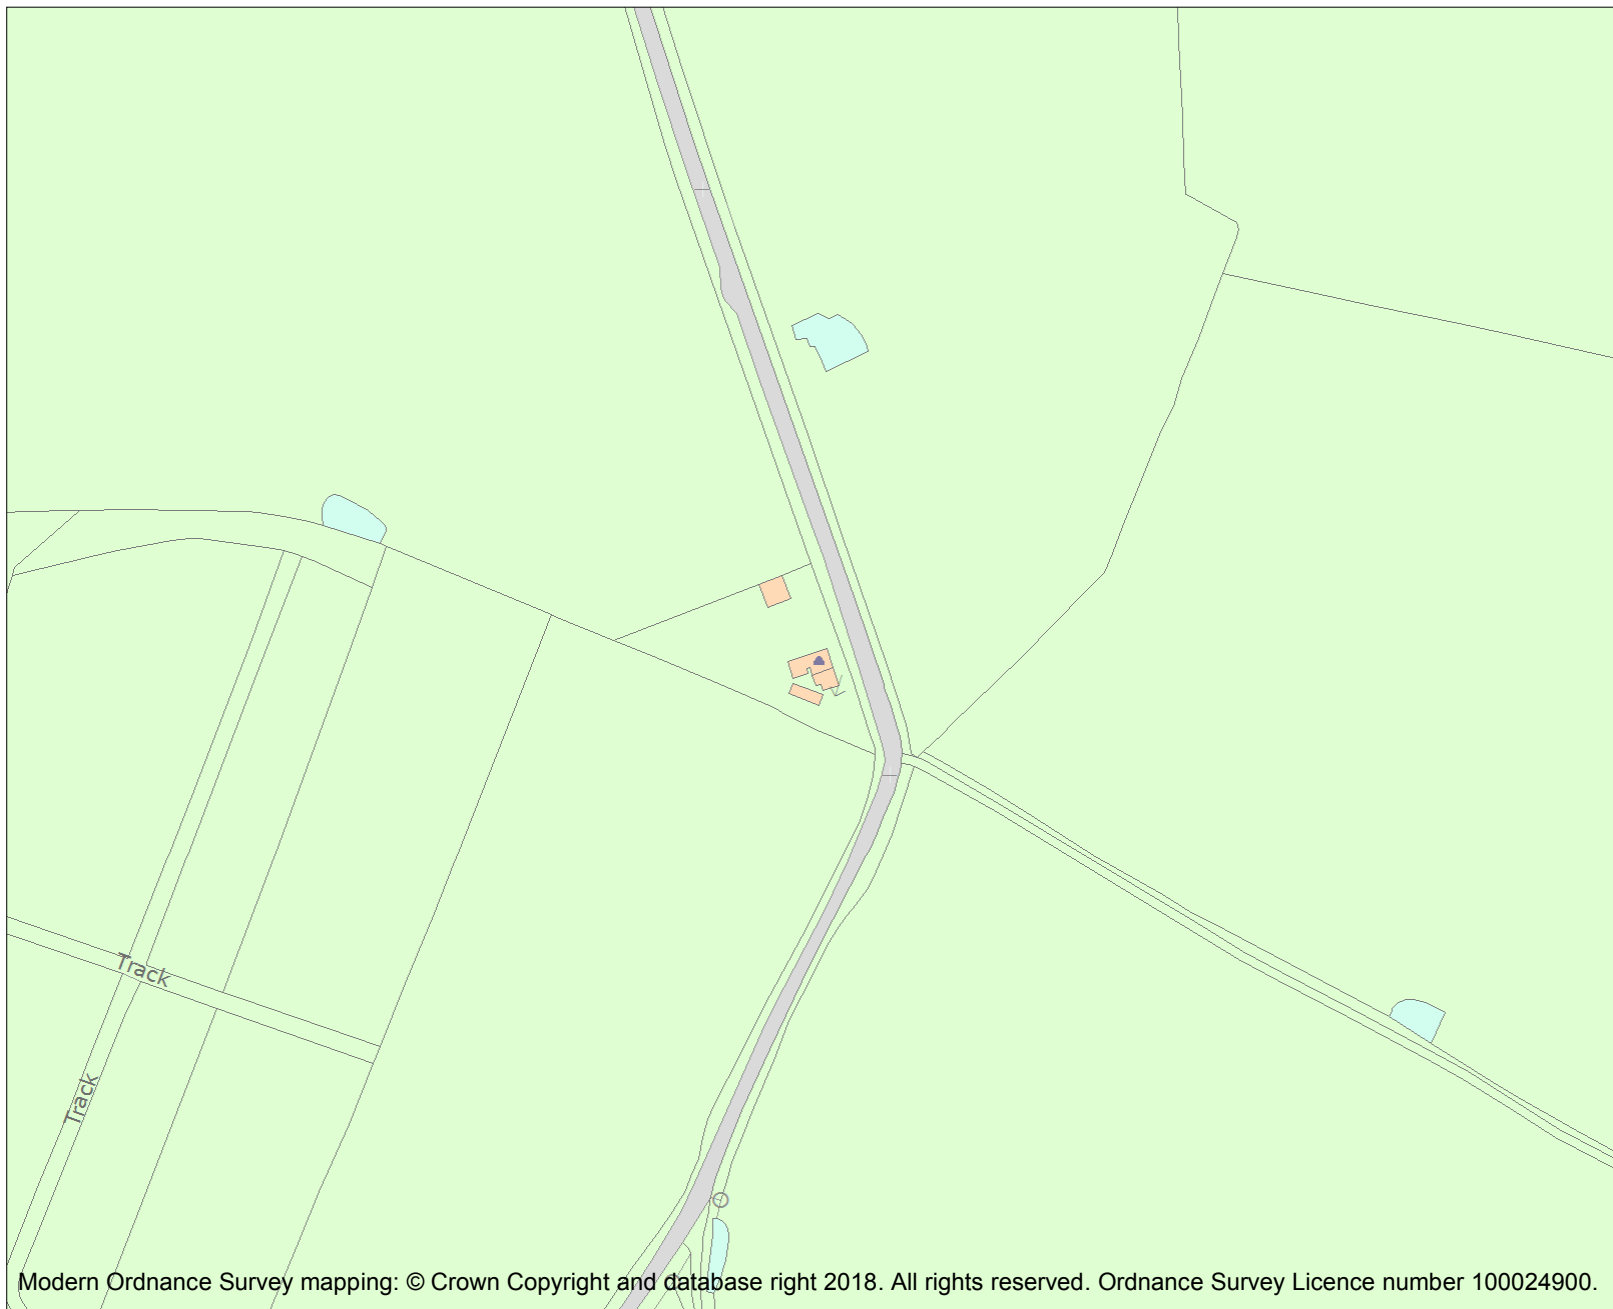 Track
Track
Modern Ordnance Survey mapping: © Crown Copyright and database right 2018. All rights reserved. Ordnance Survey Licence number 100024900.